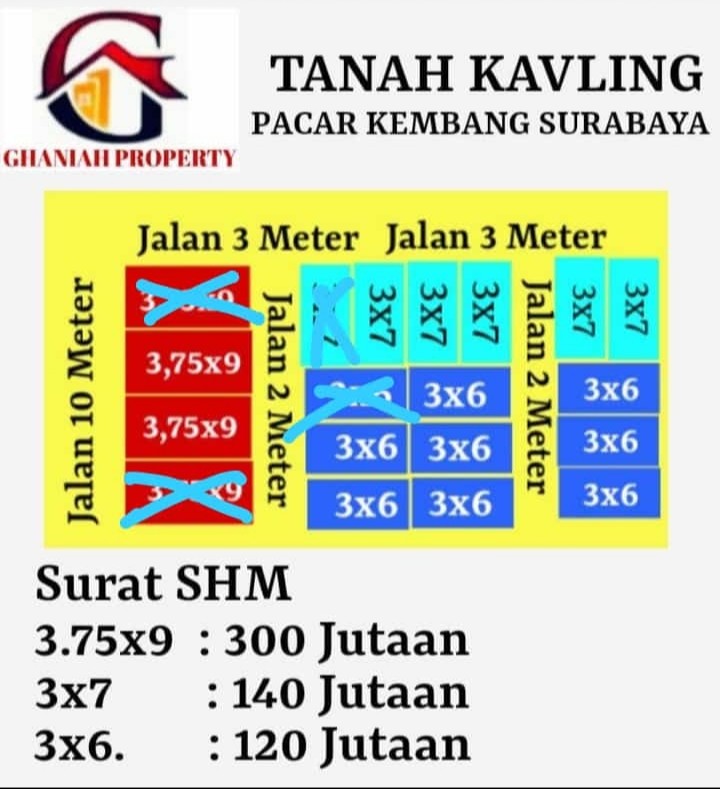 TANAH KAVLING
PACAR KEMBANG SURABAYA
GHANIAH PROPERTY
Jalan 3 Meter Jalan 3 Meter
Jalan 10 Meter
3,75x9
3,75x9
Jalan 2 Meter
3x7
3x7
3x7
3x6
3x6 3x6
3x6 3x6
Jalan 2 Meter
3x7
3x7
3x6
3x6
3x6
Surat SHM
3.75x9 : 300 Jutaan
3x7 : 140 Jutaan
3x6. : 120 Jutaan